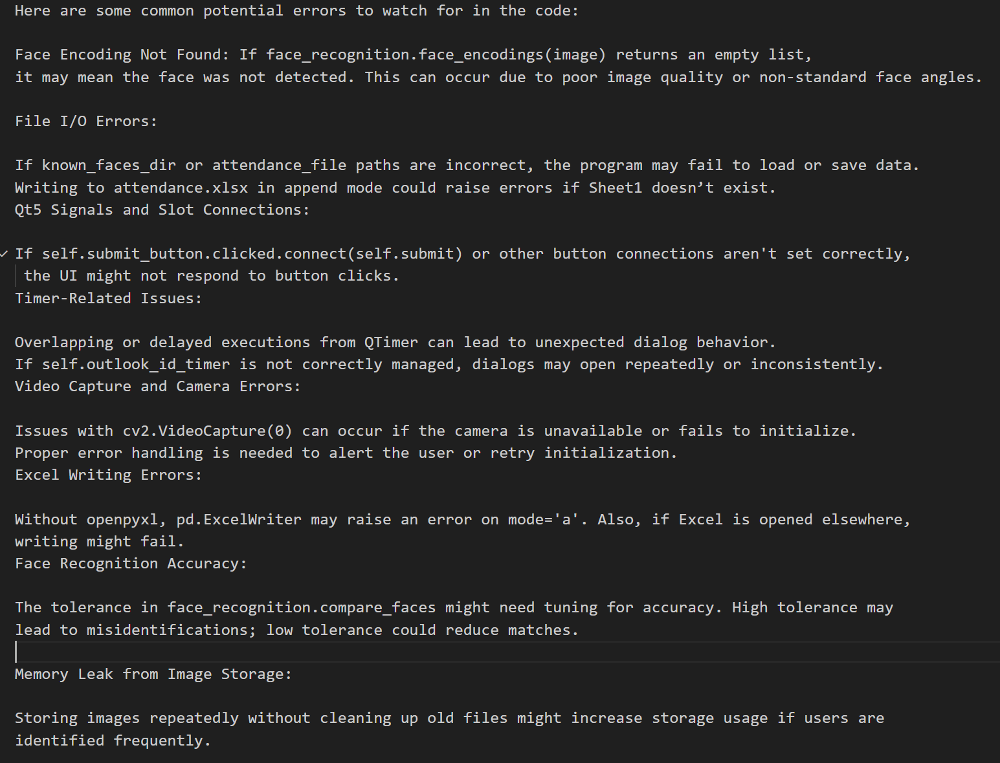 Here are some common potential errors to watch for in the code:
Face Encoding Not Found: If face_recognition.face_encodings(image) returns an empty list,
it may mean the face was not detected. This can occur due to poor image quality or non-standard face angles.
File I/O Errors:
If known_faces_dir or attendance_file paths are incorrect, the program may fail to load or save data.
Writing to attendance.xlsx in append mode could raise errors if Sheet1 doesn’t exist.
Qt5 Signals and Slot Connections:
If self.submit_button.clicked.connect(self.submit) or other button connections aren't set correctly,
the UI might not respond to button clicks.
Timer-Related Issues:
Overlapping or delayed executions from QTimer can lead to unexpected dialog behavior.
If self.outlook_id_timer is not correctly managed, dialogs may open repeatedly or inconsistently.
Video Capture and Camera Errors:
Issues with cv2.VideoCapture(0) can occur if the camera is unavailable or fails to initialize.
Proper error handling is needed to alert the user or retry initialization.
Excel Writing Errors:
Without openpyxl, pd.ExcelWriter may raise an error on mode='a'. Also, if Excel is opened elsewhere,
writing might fail.
Face Recognition Accuracy:
The tolerance in face_recognition.compare_faces might need tuning for accuracy. High tolerance may
lead to misidentifications; low tolerance could reduce matches.
Memory Leak from Image Storage:
Storing images repeatedly without cleaning up old files might increase storage usage if users are
identified frequently.